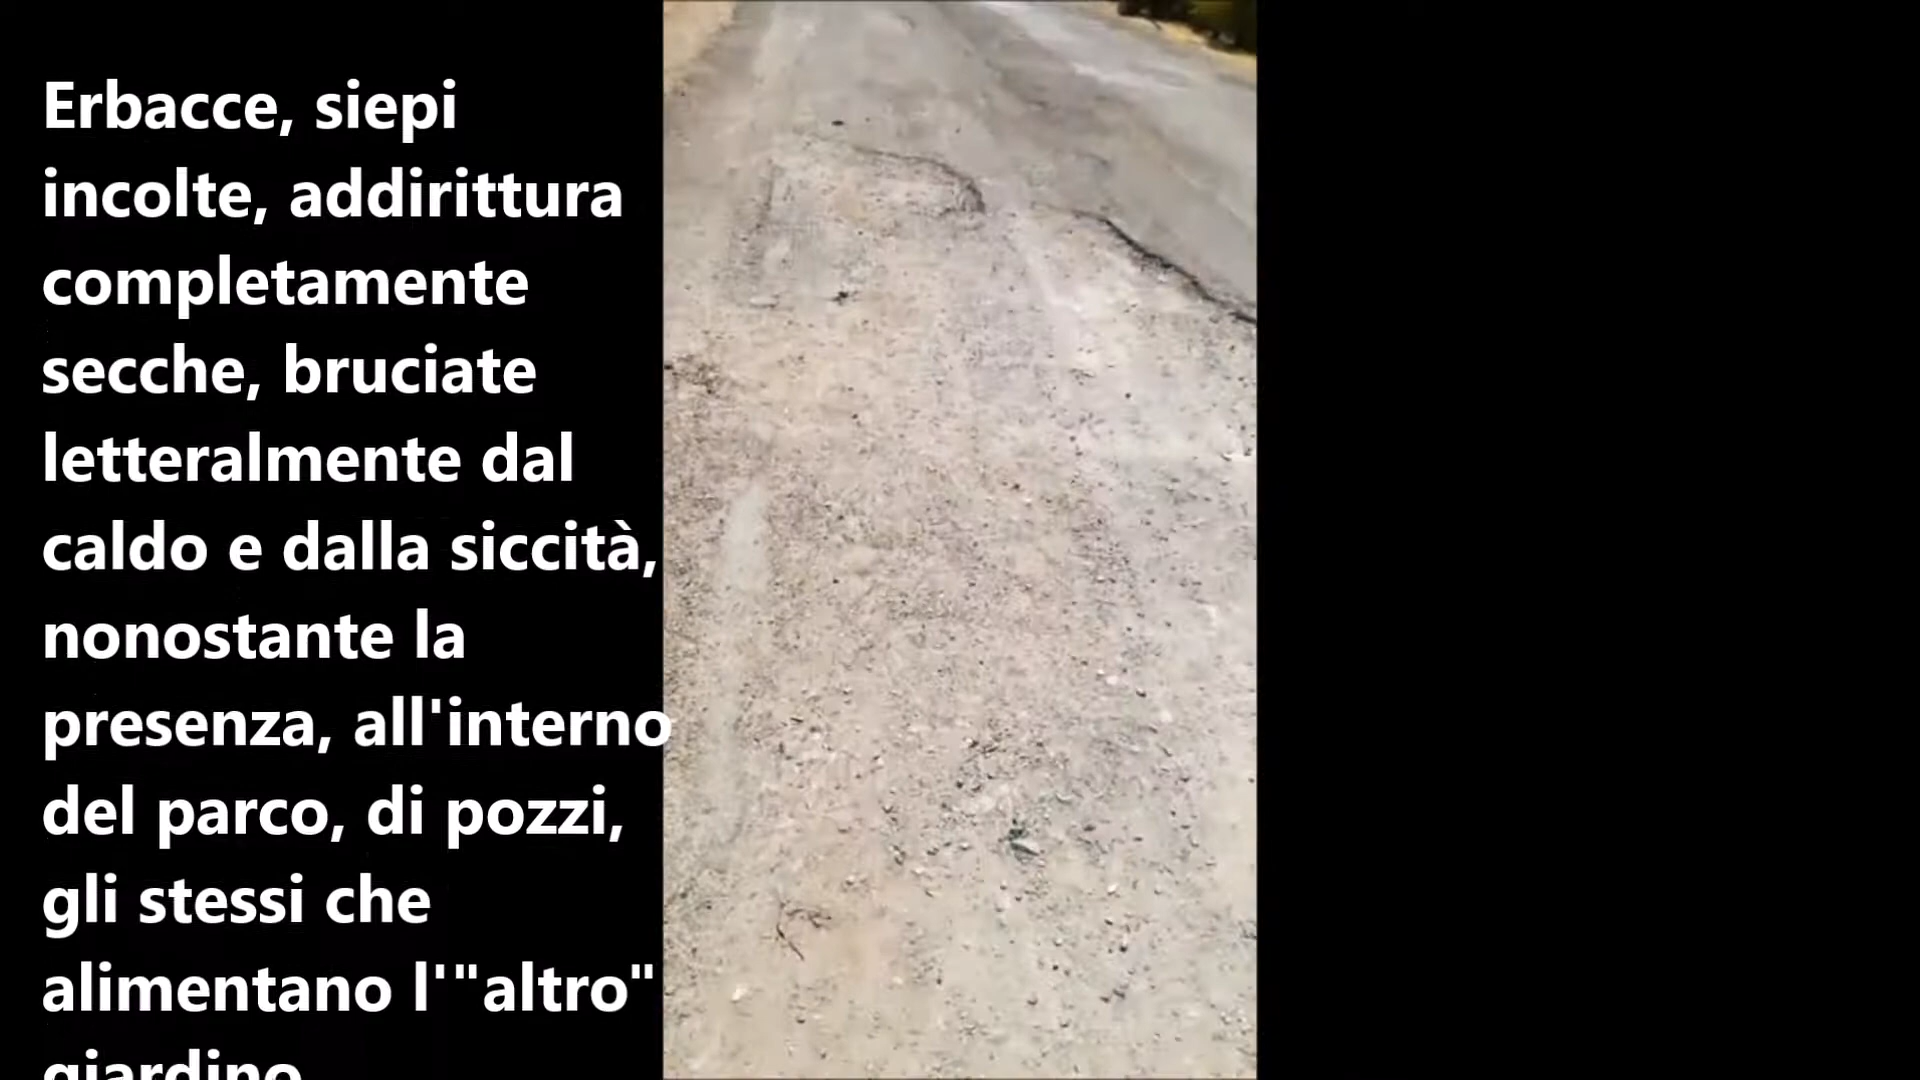 Erbacce, siepi
incolte, addirittura
completamente
secche, bruciate
letteralmente dal
caldo e dalla siccità,
nonostante la
presenza, all'interno
del parco, di pozzi,
gli stessi che
alimentano l'"altro"
giardino